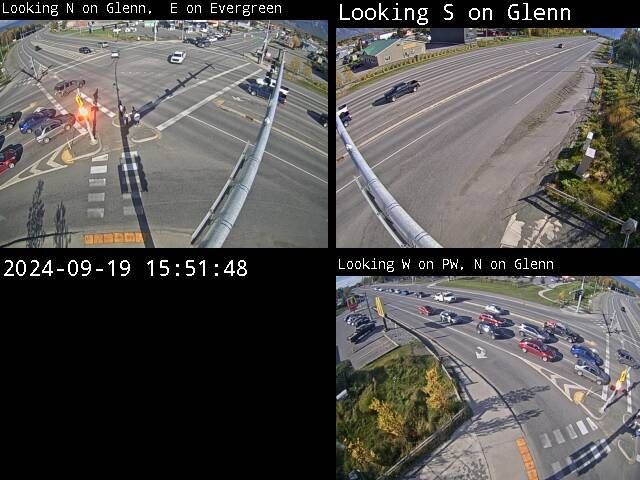 Looking N on Glenn,  E on Evergreen
Looking S on Glenn
2024-09-19 15:51:48
Looking W on PW, N on Glenn